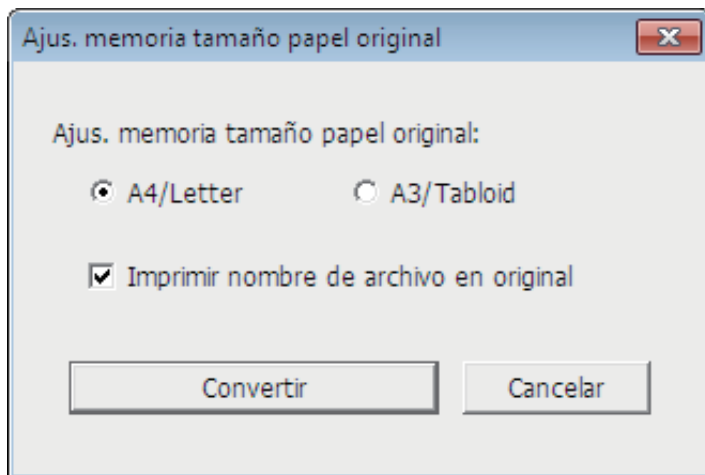 Ajus. memoria tamaño papel original
Ajus. memoria tamaño papel original:
A4/Letter A3/Tabloid
Imprimir nombre de archivo en original
Convertir Cancelar